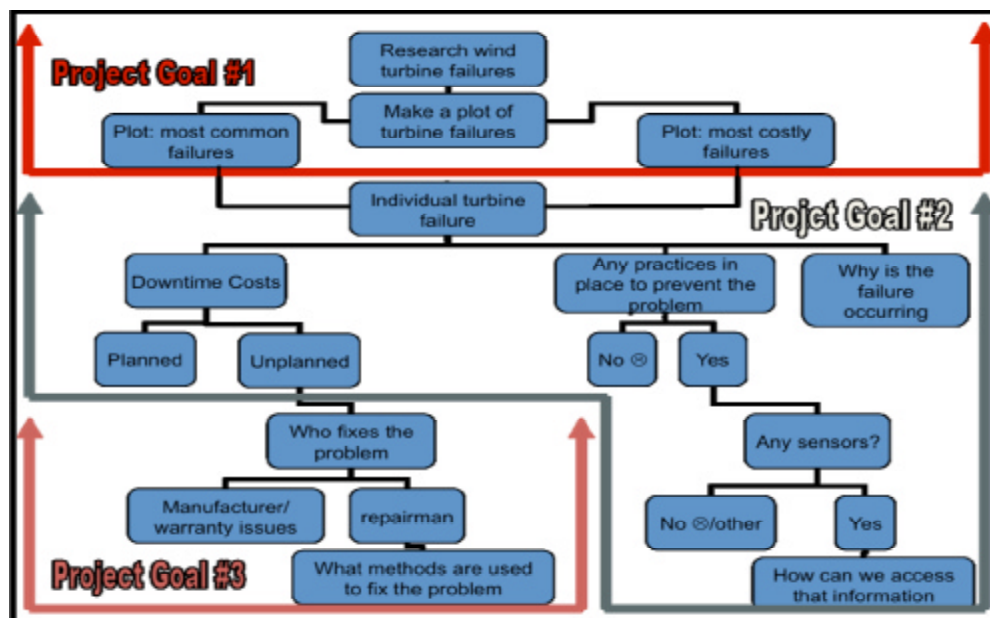 Research wind
turbine failures
Project Goal #1
Make a plot of
turbine failures
Plot: most common
failures
Plot: most costly
failures
Individual turbine
failure
Projct Goal #2
Downtime Costs
Any practices in
place to prevent the
problem
Why is the
failure
occurring
Planned
Unplanned
No ☹
Yes
Who fixes the
problem
Any sensors?
Manufacturer/
warranty issues
repairman
No ☹/other
Yes
Project Goal #3
What methods are used
to fix the problem
How can we access
that information